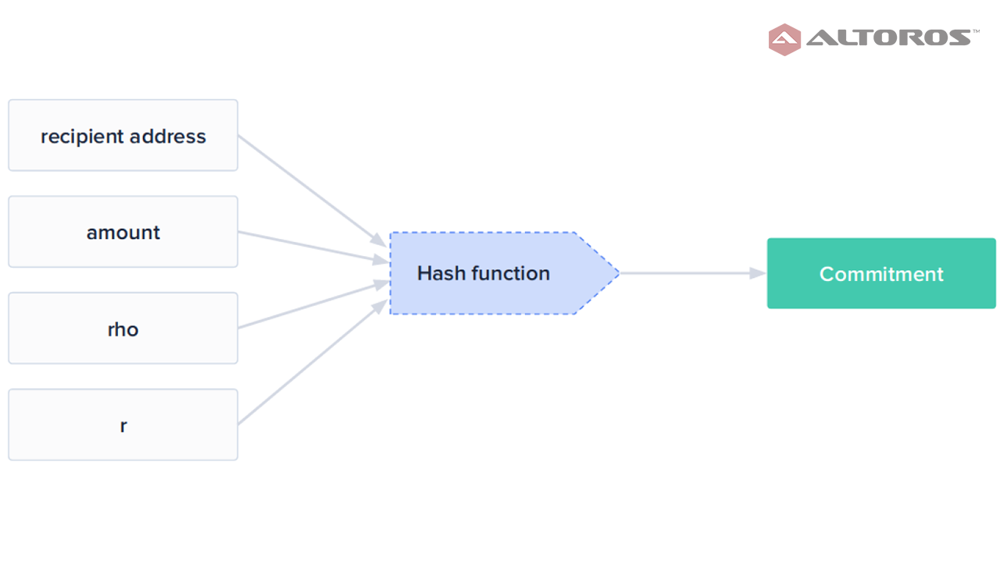 ALTOROS™
recipient address
amount
rho
r
Hash function
Commitment